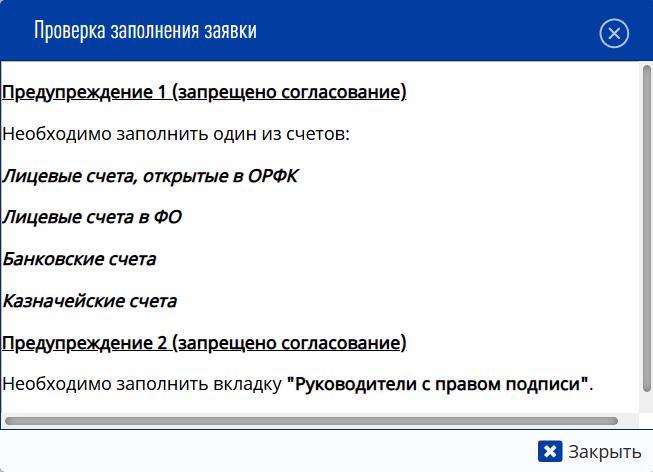 Проверка заполнения заявки
Предупреждение 1 (запрещено согласование)
Необходимо заполнить один из счетов:
Лицевые счета, открытые в ОРФК
Лицевые счета в ФО
Банковские счета
Казначейские счета
Предупреждение 2 (запрещено согласование)
Необходимо заполнить вкладку "Руководители с правом подписи".
Закрыть